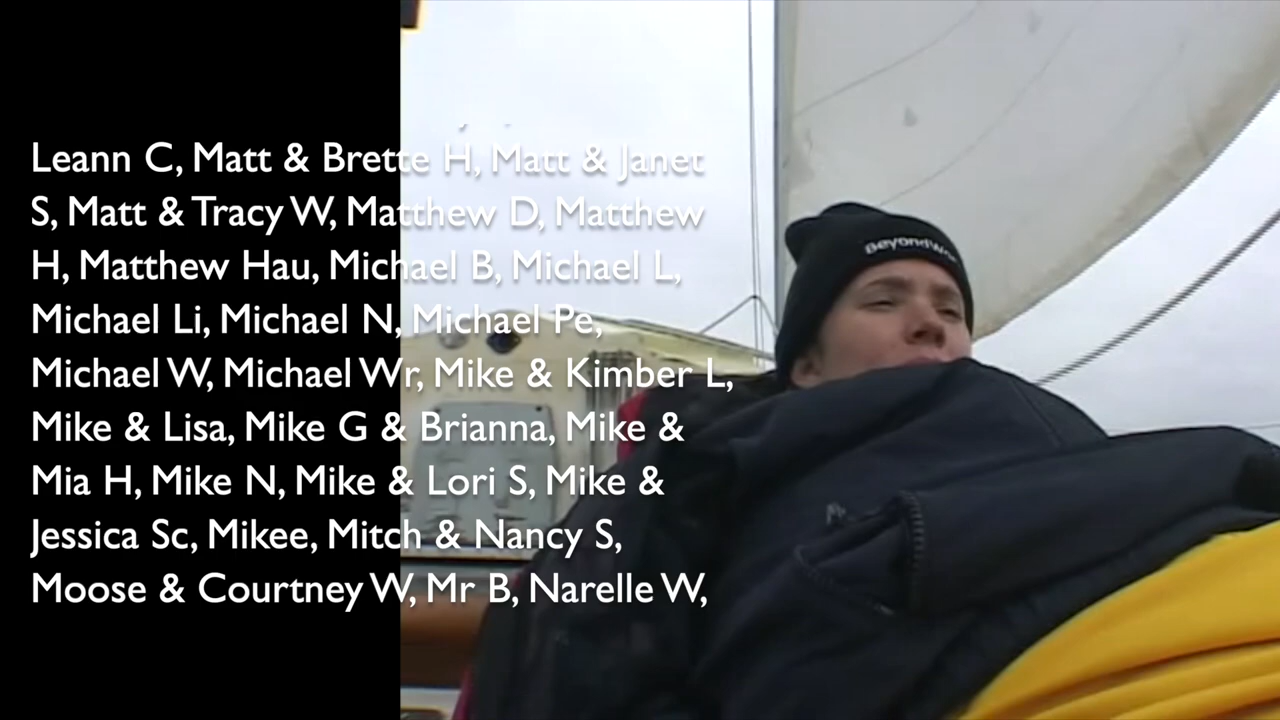 Leann C, Matt & Brette H, Matt & Janet
S, Matt & Tracy W, Matthew D, Matthew
H, Matthew Hau, Michael B, Michael L,
Michael Li, Michael N, Michael Pe,
Michael W, Michael Wr, Mike & Kimber L,
Mike & Lisa, Mike G & Brianna, Mike &
Mia H, Mike N, Mike & Lori S, Mike &
Jessica Sc, Mikee, Mitch & Nancy S,
Moose & Courtney W, Mr B, Narelle W,